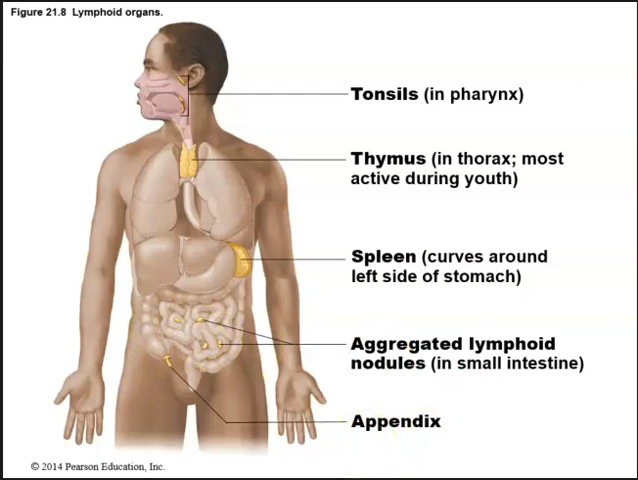 Figure 21.8 Lymphoid organs.
Tonsils (in pharynx)
Thymus (in thorax; most
active during youth)
Spleen (curves around
left side of stomach)
Aggregated lymphoid
nodules (in small intestine)
Appendix
© 2014 Pearson Education, Inc.